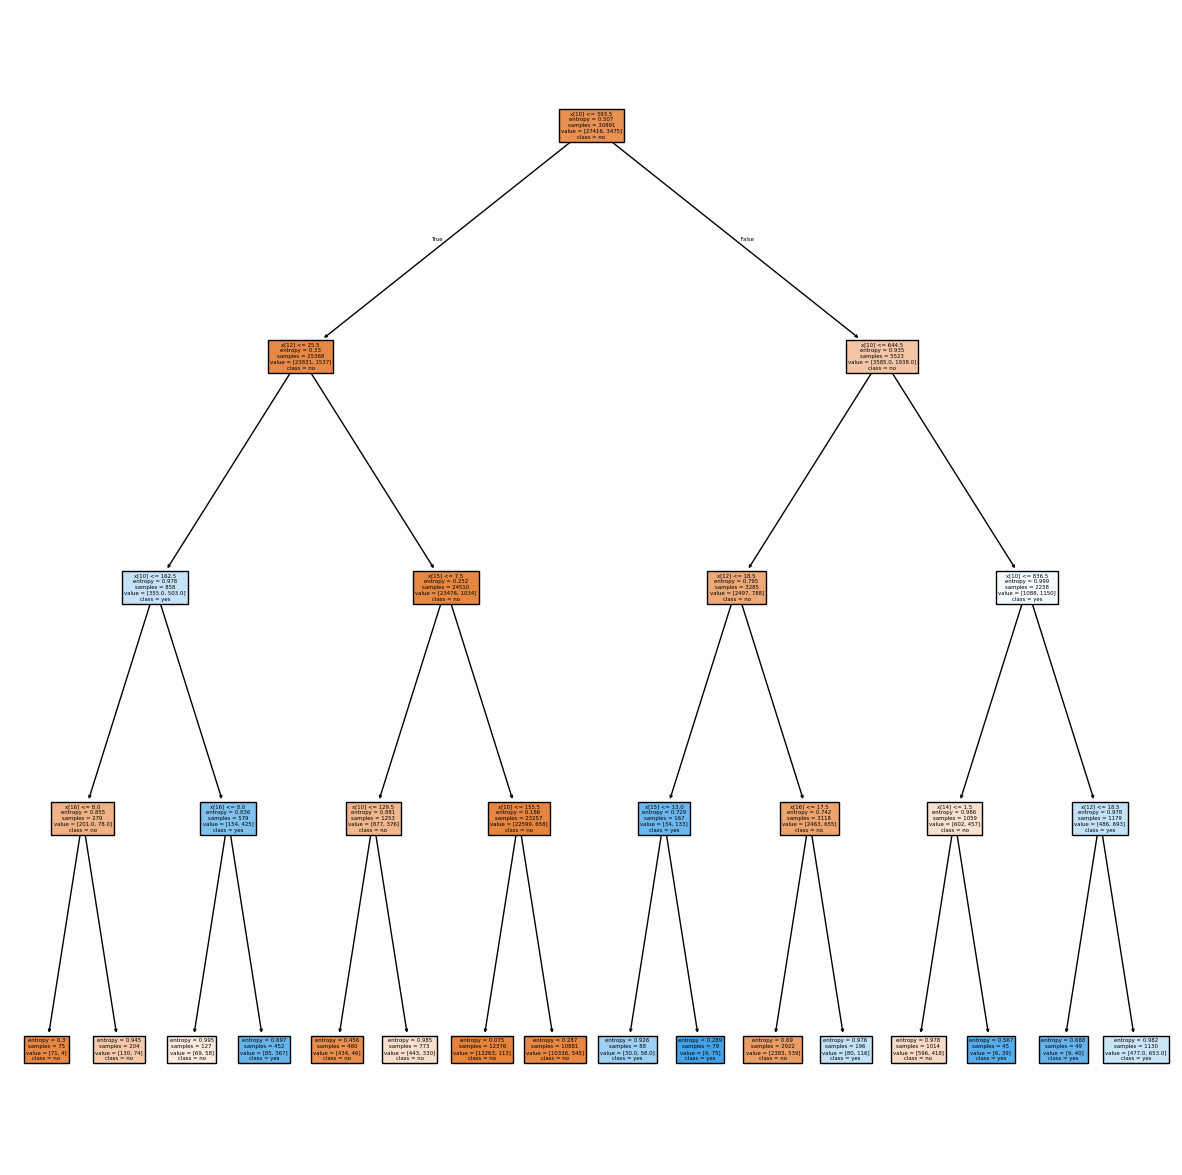 x[10] <= 393.5
entropy = 0.507
samples = 30891
value = [27416, 3475]
class = no
True
False
x[12] <= 25.5
entropy = 0.33
samples = 25368
value = [23831, 1537]
class = no
x[10] <= 644.5
entropy = 0.935
samples = 5523
value = [3585.0, 1938.0]
class = no
x[10] <= 162.5
entropy = 0.978
samples = 858
value = [355.0, 503.0]
class = yes
x[15] <= 7.5
entropy = 0.252
samples = 24510
value = [23476, 1034]
class = no
x[12] <= 18.5
entropy = 0.795
samples = 3285
value = [2497, 788]
class = no
x[10] <= 836.5
entropy = 0.999
samples = 2238
value = [1088, 1150]
class = yes
x[16] <= 8.0
entropy = 0.855
samples = 279
value = [201.0, 78.0]
class = no
x[16] <= 8.0
entropy = 0.836
samples = 579
value = [154, 425]
class = yes
x[10] <= 129.5
entropy = 0.881
samples = 1253
value = [877, 376]
class = no
x[10] <= 155.5
entropy = 0.186
samples = 23257
value = [22599, 658]
class = no
x[15] <= 13.0
entropy = 0.729
samples = 167
value = [34, 133]
class = yes
x[16] <= 17.5
entropy = 0.742
samples = 3118
value = [2463, 655]
class = no
x[14] <= 1.5
entropy = 0.986
samples = 1059
value = [602, 457]
class = no
x[12] <= 18.5
entropy = 0.978
samples = 1179
value = [486, 693]
class = yes
entropy = 0.3
samples = 75
value = [71, 4]
class = no
entropy = 0.945
samples = 204
value = [130, 74]
class = no
entropy = 0.995
samples = 127
value = [69, 58]
class = no
entropy = 0.697
samples = 452
value = [85, 367]
class = yes
entropy = 0.456
samples = 480
value = [434, 46]
class = no
entropy = 0.985
samples = 773
value = [443, 330]
class = no
entropy = 0.075
samples = 12376
value = [12263, 113]
class = no
entropy = 0.287
samples = 10881
value = [10336, 545]
class = no
entropy = 0.926
samples = 88
value = [30.0, 58.0]
class = yes
entropy = 0.289
samples = 79
value = [4, 75]
class = yes
entropy = 0.69
samples = 2922
value = [2383, 539]
class = no
entropy = 0.976
samples = 196
value = [80, 116]
class = yes
entropy = 0.978
samples = 1014
value = [596, 418]
class = no
entropy = 0.567
samples = 45
value = [6, 39]
class = yes
entropy = 0.688
samples = 49
value = [9, 40]
class = yes
entropy = 0.982
samples = 1130
value = [477.0, 653.0]
class = yes